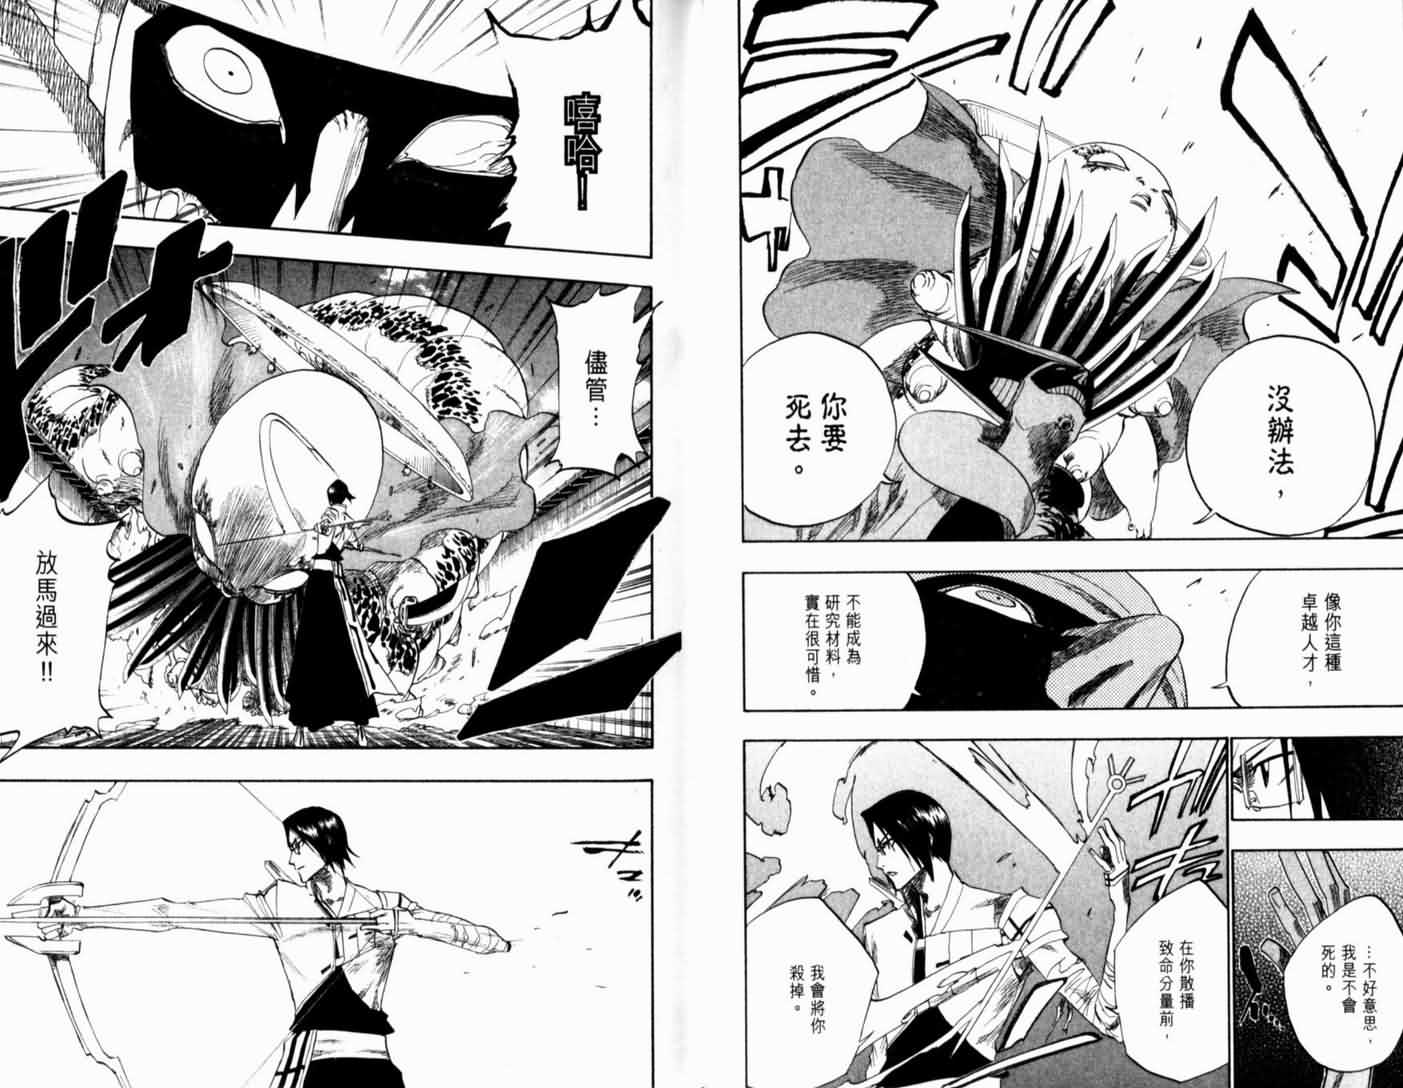 沒辦法，
你要
死去。
像你這種
卓越人才，
不能成為
研究材料，
實在很可惜。
…不好意思，
我是不會
死的。
在你散播
致命分量前，
我會將你
殺掉。
嘻哈！
儘管…
放馬過來!!